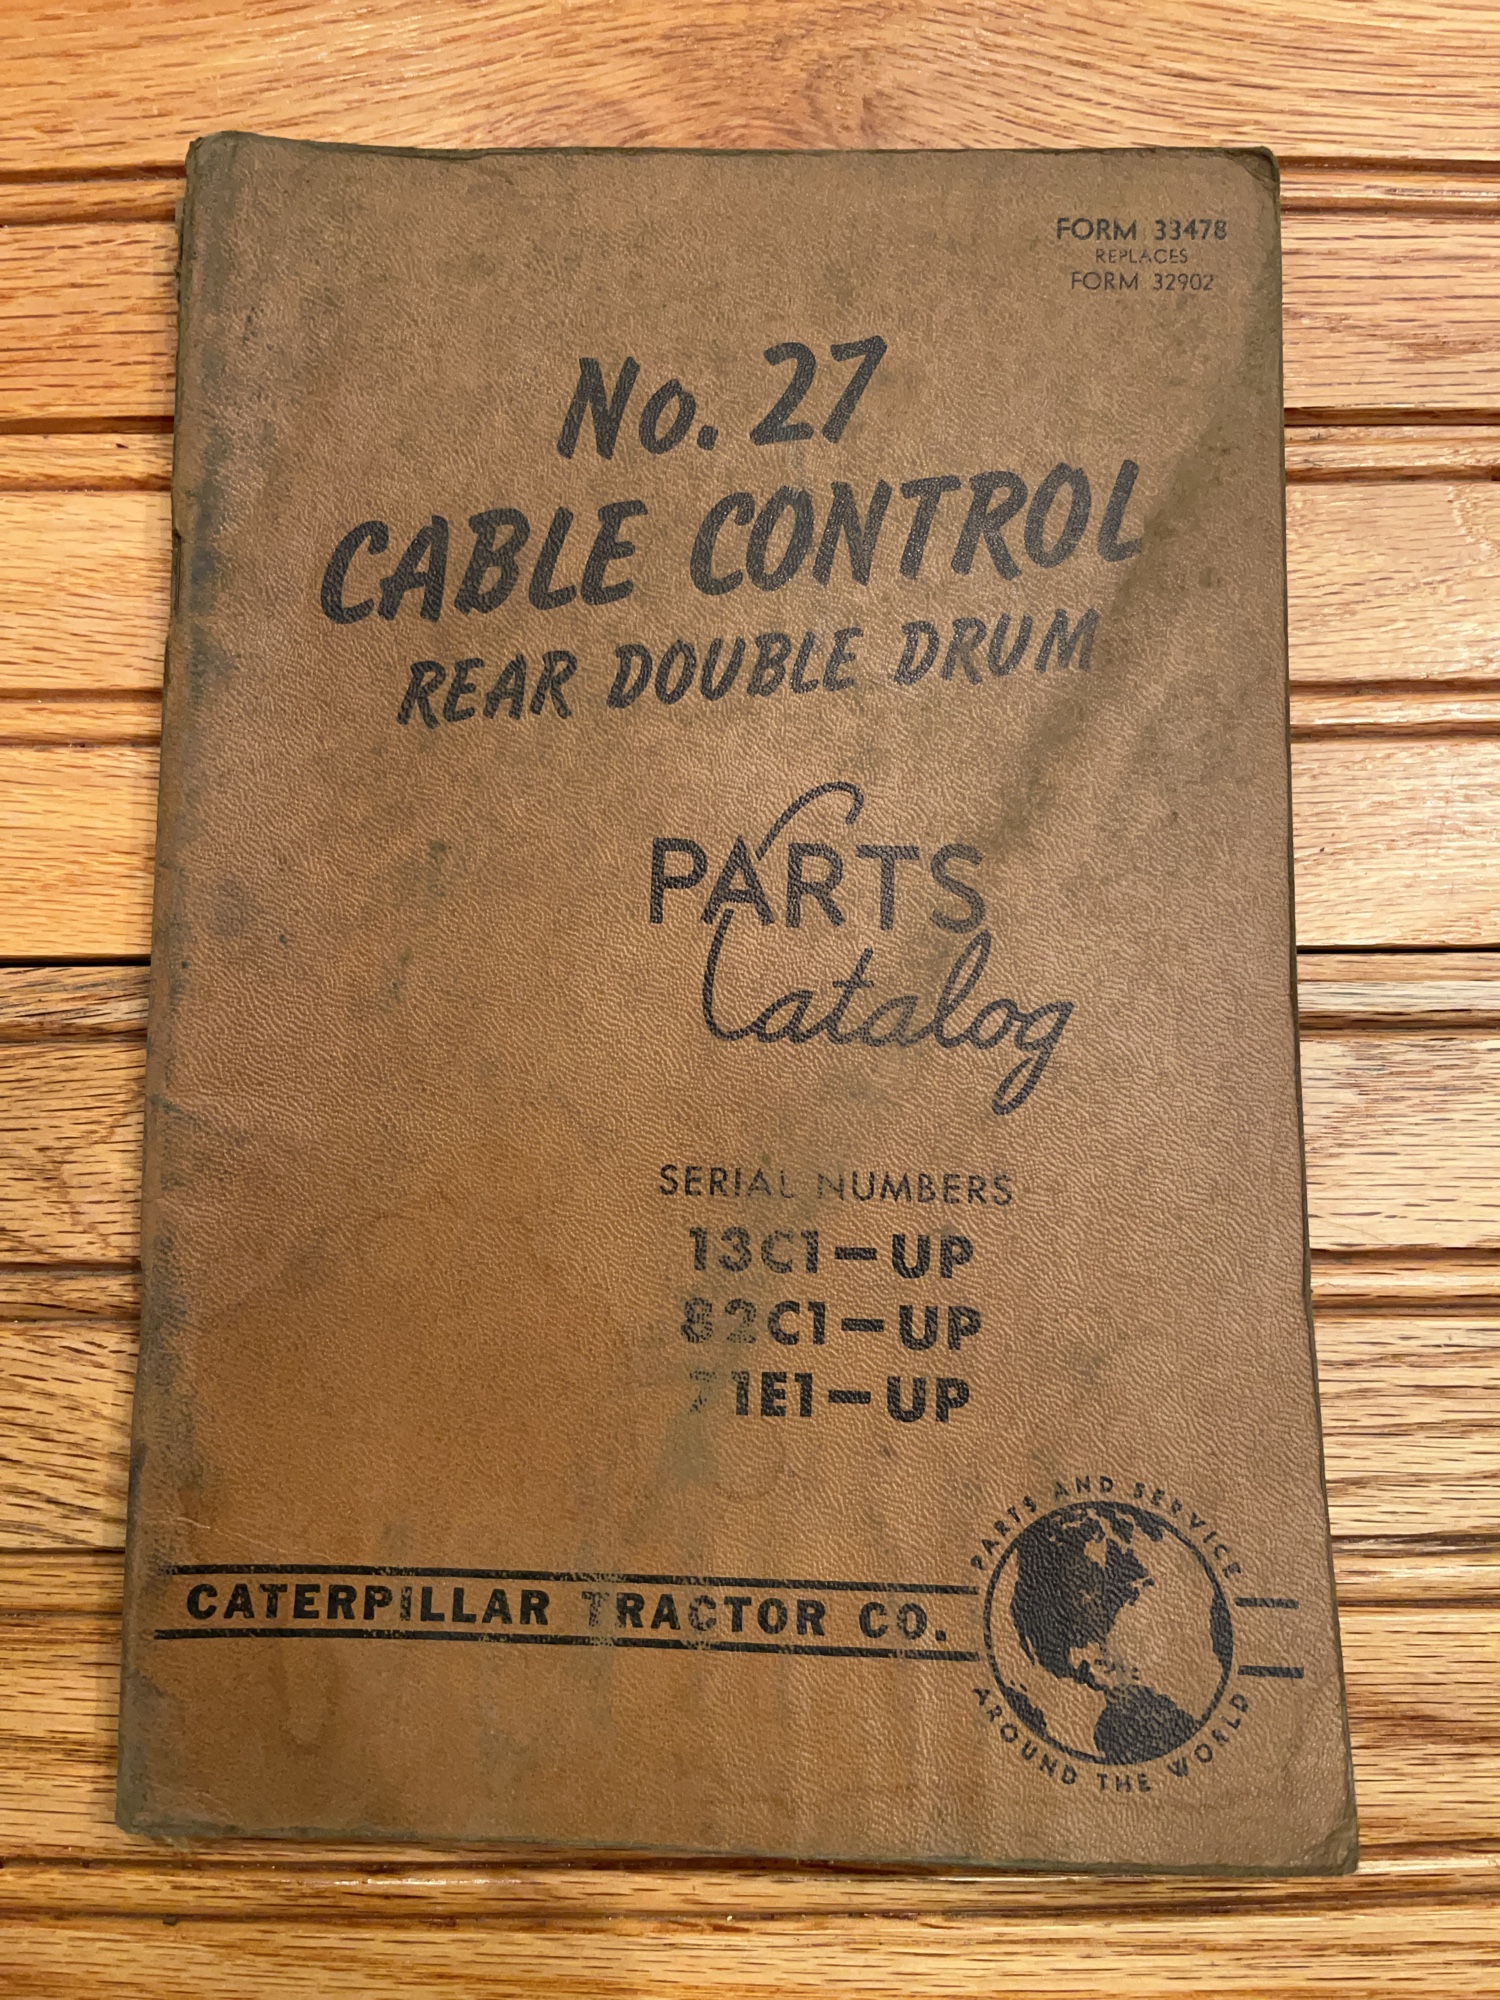 FORM 33478
REPLACES
FORM 32902
No. 27
CABLE CONTROL
REAR DOUBLE DRUM
PARTS
Catalog
SERIAL NUMBERS
13C1-UP
82C1-UP
71E1-UP
CATERPILLAR TRACTOR CO.
PARTS AND SERVICE
AROUND THE WORLD